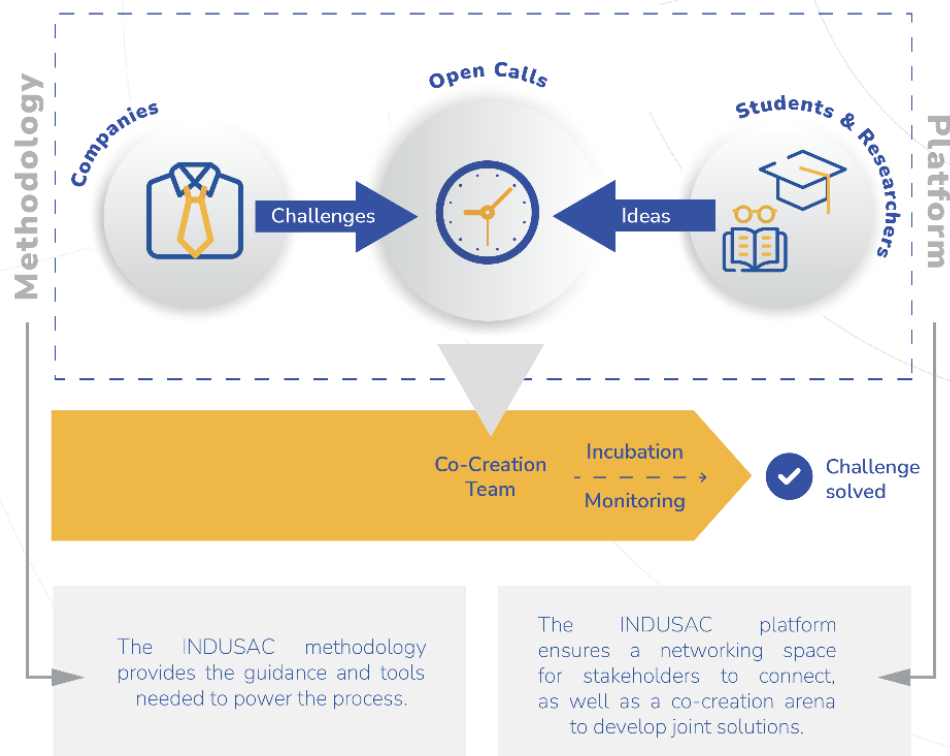 Methodology
Companies
Open Calls
Students & Researchers
Platform
Challenges
Ideas
Co-Creation
Team
Incubation
Monitoring
Challenge
solved
The INDUSAC methodology
provides the guidance and tools
needed to power the process.
The INDUSAC platform
ensures a networking space
for stakeholders to connect,
as well as a co-creation arena
to develop joint solutions.